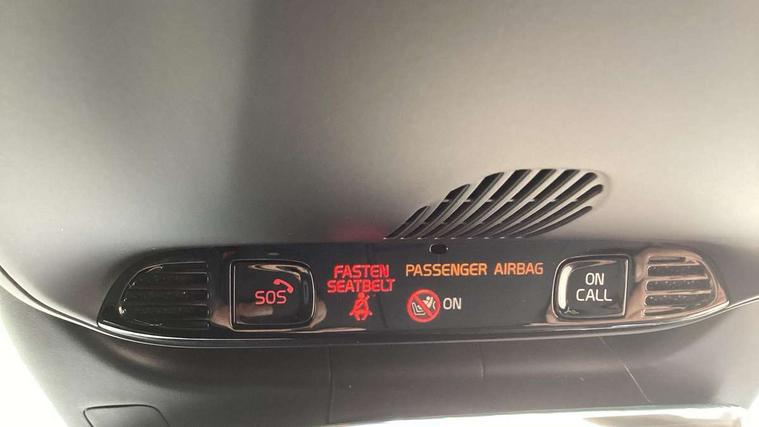 SOS
FASTEN
SEATBELT
PASSENGER AIRBAG
ON
ON
CALL